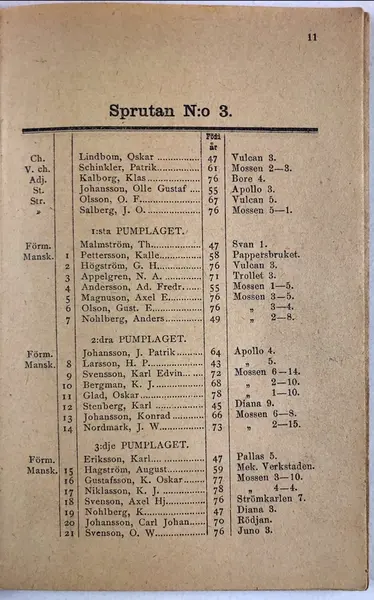 11
Sprutan N:o 3.
Född år
Ch. Lindbom, Oskar 47 Vulcan 3.
V. ch. Schinkler, Patrik 61 Mossen 2—3.
Adj. Kalborg, Klas 76 Bore 4.
St. Johansson, Olle Gustaf 55 Apollo 3.
Str. Olsson, O. F. 67 Vulcan 5.
„ Salberg, J. O. 76 Mossen 5—1.
1:sta PUMPLAGET.
Förm. Malmström, Th. 47 Svan 1.
Mansk. 1 Pettersson, Kalle 58 Pappersbruket.
2 Högström, G. H. 76 Vulcan 3.
3 Appelgren, N. A. 71 Trollet 3.
4 Andersson, Ad. Fredr. 55 Mossen 1—5.
5 Magnuson, Axel E. 76 Mossen 3—5.
6 Olson, Gust. E. 76 „ 3—4.
7 Nohlberg, Anders 49 „ 2—8.
2:dra PUMPLAGET.
Förm. Johansson, J. Patrik 64 Apollo 4.
Mansk. 8 Larsson, H. P. 43 „ 5.
9 Svensson, Karl Edvin 72 Mossen 6—14.
10 Bergman, K. J. 68 „ 2—10.
11 Glad, Oskar 78 „ 1—10.
12 Stenberg, Karl 45 Diana 9.
13 Johansson, Konrad 66 Mossen 6—8.
14 Nordmark, J. W. 73 „ 2—15.
3:dje PUMPLAGET.
Förm. Eriksson, Karl 47 Pallas 5.
Mansk. 15 Hagström, August 59 Mek. Verkstaden.
16 Gustafsson, K. Oskar 77 Mossen 3—10.
17 Niklasson, K. J. 78 „ 4—4.
18 Svenson, Axel Hj. 76 Strömkarlen 7.
19 Nohlberg, K. 47 Diana 3.
20 Johansson, Carl Johan 70 Rödjan.
21 Svenson, O. W. 76 Juno 3.